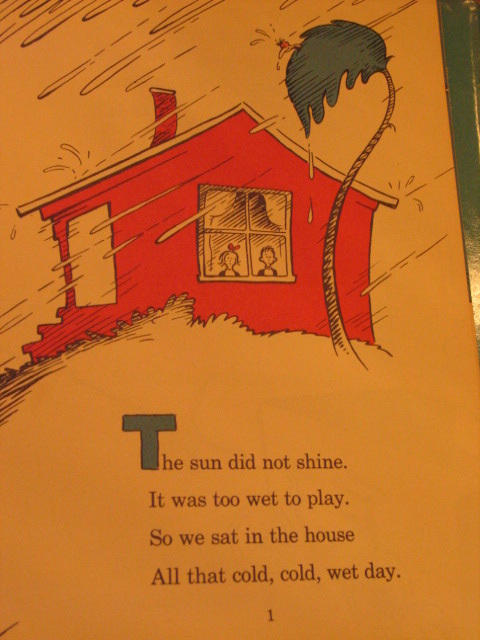 The sun did not shine.
It was too wet to play.
So we sat in the house
All that cold, cold, wet day.
1